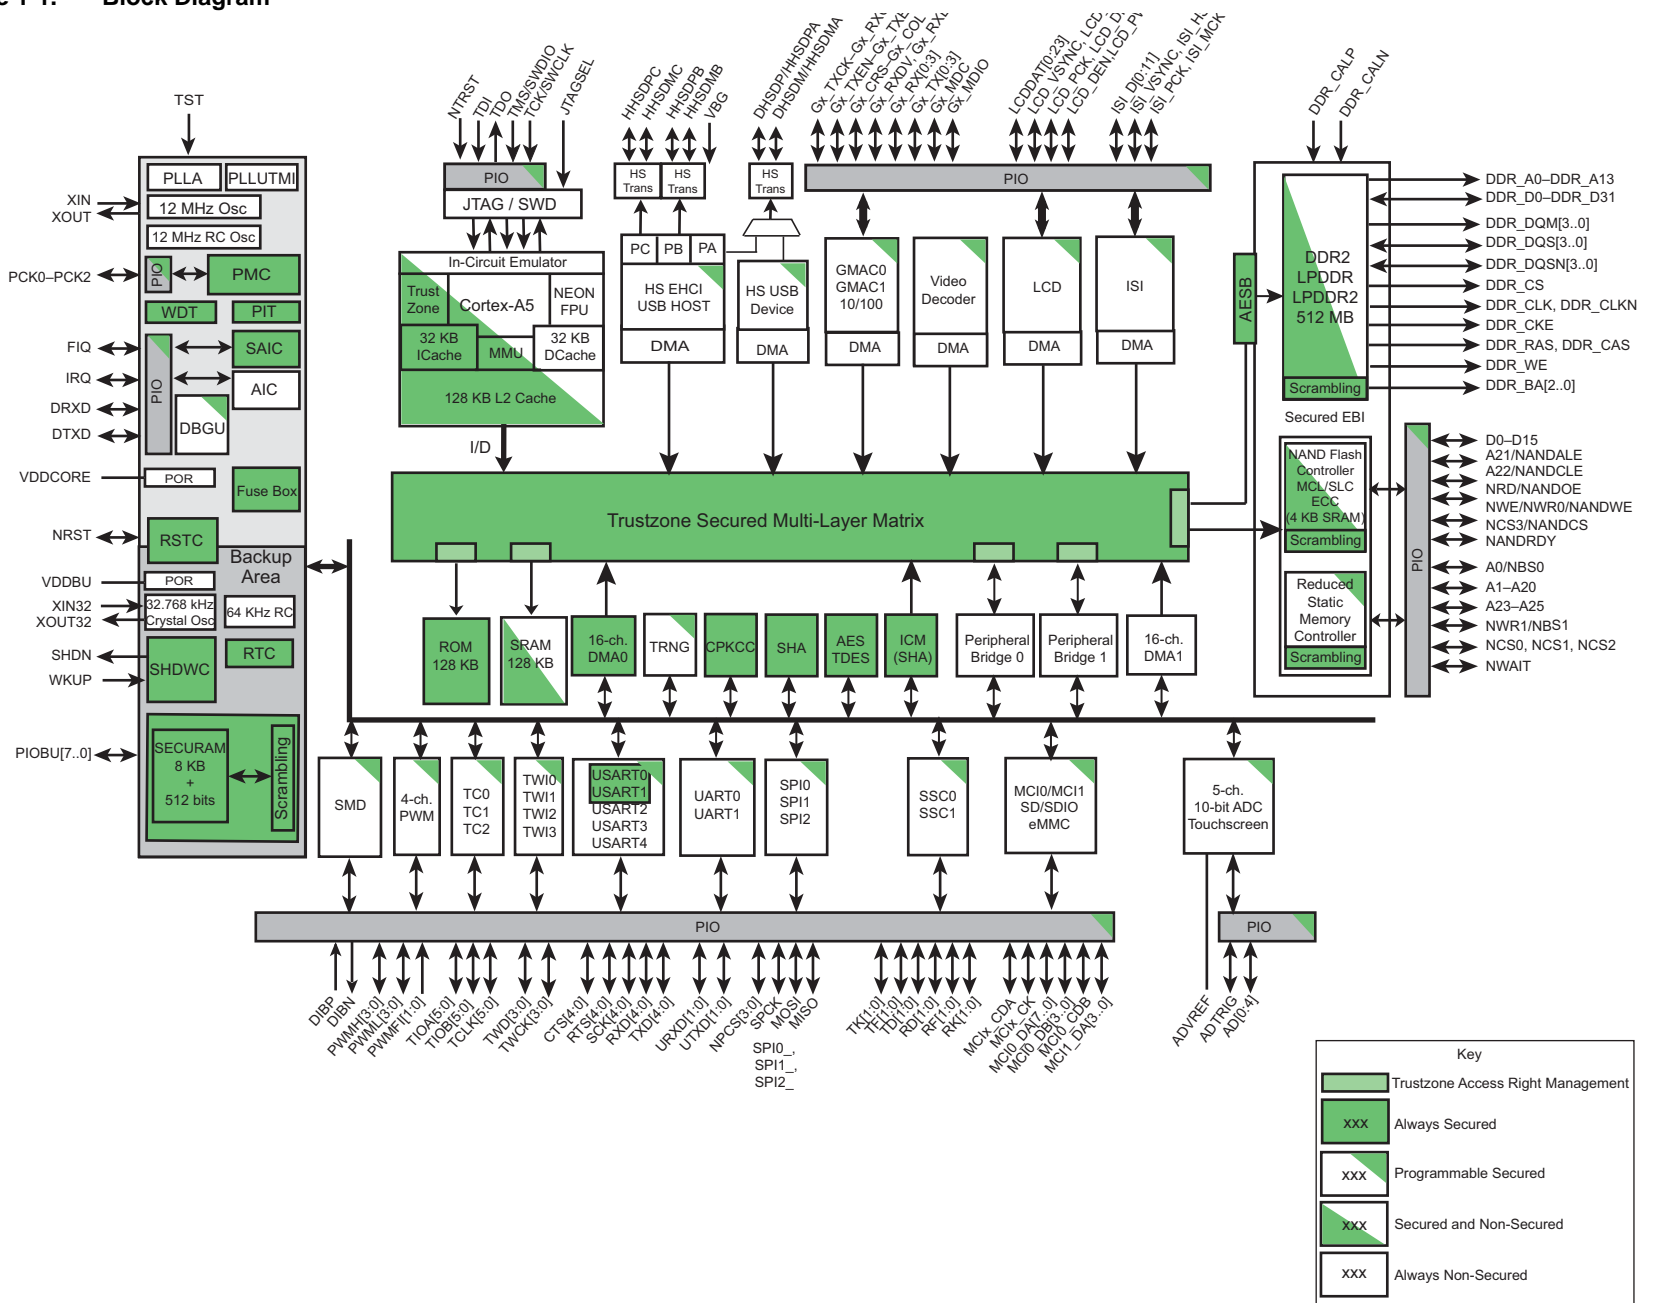 Block Diagram
TST
XIN
XOUT
PCK0–PCK2
FIQ
IRQ
DRXD
DTXD
VDDCORE
NRST
VDDBU
XIN32
XOUT32
SHDN
WKUP
PIOBU[7..0]
PLLA
PLLUTMI
12 MHz Osc
12 MHz RC Osc
PIO
PMC
WDT
PIT
PIO
SAIC
AIC
DBGU
POR
Fuse Box
RSTC
Backup
Area
POR
32.768 kHz
Crystal Osc
64 KHz RC
SHDWC
RTC
SECURAM
8 KB
+
512 bits
Scrambling
NTRST
TDI
TDO
TMS/SWDIO
TCK/SWCLK
JTAGSEL
PIO
JTAG / SWD
In-Circuit Emulator
Trust
Zone
Cortex-A5
NEON
FPU
32 KB
ICache
MMU
32 KB
DCache
128 KB L2 Cache
I/D
HHSDPC
HHSDMC
HHSDPB
HHSDMB
VBG
HS
Trans
HS
Trans
PC
PB
PA
HS EHCI
USB HOST
DMA
DHSDP/HHSDPA
DHSDM/HHSDMA
HS
Trans
HS USB
Device
DMA
Gx_MDC
Gx_MDIO
Gx_RX[0:3]
Gx_TX[0:3]
PIO
GMAC0
GMAC1
10/100
DMA
Video
Decoder
DMA
LCDDAT[0:23]
LCD
DMA
ISI_D[0:11]
ISI_PCK, ISI_MCK
ISI
DMA
Trustzone Secured Multi-Layer Matrix
DDR_CALP
DDR_CALN
AESB
DDR2
LPDDR
LPDDR2
512 MB
Scrambling
Secured EBI
NAND Flash
Controller
MCL/SLC
ECC
(4 KB SRAM)
Scrambling
Reduced
Static
Memory
Controller
Scrambling
PIO
DDR_A0–DDR_A13
DDR_D0–DDR_D31
DDR_DQM[3..0]
DDR_DQS[3..0]
DDR_DQSN[3..0]
DDR_CS
DDR_CLK, DDR_CLKN
DDR_CKE
DDR_RAS, DDR_CAS
DDR_WE
DDR_BA[2..0]
D0–D15
A21/NANDALE
A22/NANDCLE
NRD/NANDOE
NWE/NWR0/NANDWE
NCS3/NANDCS
NANDRDY
A0/NBS0
A1–A20
A23–A25
NWR1/NBS1
NCS0, NCS1, NCS2
NWAIT
ROM
128 KB
SRAM
128 KB
16-ch.
DMA0
TRNG
CPKCC
SHA
AES
TDES
ICM
(SHA)
Peripheral
Bridge 0
Peripheral
Bridge 1
16-ch.
DMA1
SMD
4-ch.
PWM
TC0
TC1
TC2
TWI0
TWI1
TWI2
TWI3
USART0
USART1
USART2
USART3
USART4
UART0
UART1
SPI0
SPI1
SPI2
SSC0
SSC1
MCI0/MCI1
SD/SDIO
eMMC
5-ch.
10-bit ADC
Touchscreen
PIO
PIO
DIBP
DIBN
PWMH[3:0]
PWML[3:0]
PWMFI[1:0]
TIOA[5:0]
TIOB[5:0]
TCLK[5:0]
TWD[3:0]
TWCK[3:0]
CTS[4:0]
RTS[4:0]
SCK[4:0]
RXD[4:0]
TXD[4:0]
URXD[1:0]
UTXD[1:0]
NPCS[3:0]
SPCK
MOSI
MISO
SPI0_,
SPI1_,
SPI2_
TK[1:0]
TF[1:0]
TD[1:0]
RD[1:0]
RF[1:0]
RK[1:0]
MCIx_CDA
MCIx_CK
MCI0_DA[7..0]
MCI0_DB[3..0]
MCI0_CDB
MCI1_DA[3..0]
ADVREF
ADTRIG
AD[0:4]
Key
Trustzone Access Right Management
xxx
Always Secured
xxx
Programmable Secured
xxx
Secured and Non-Secured
xxx
Always Non-Secured